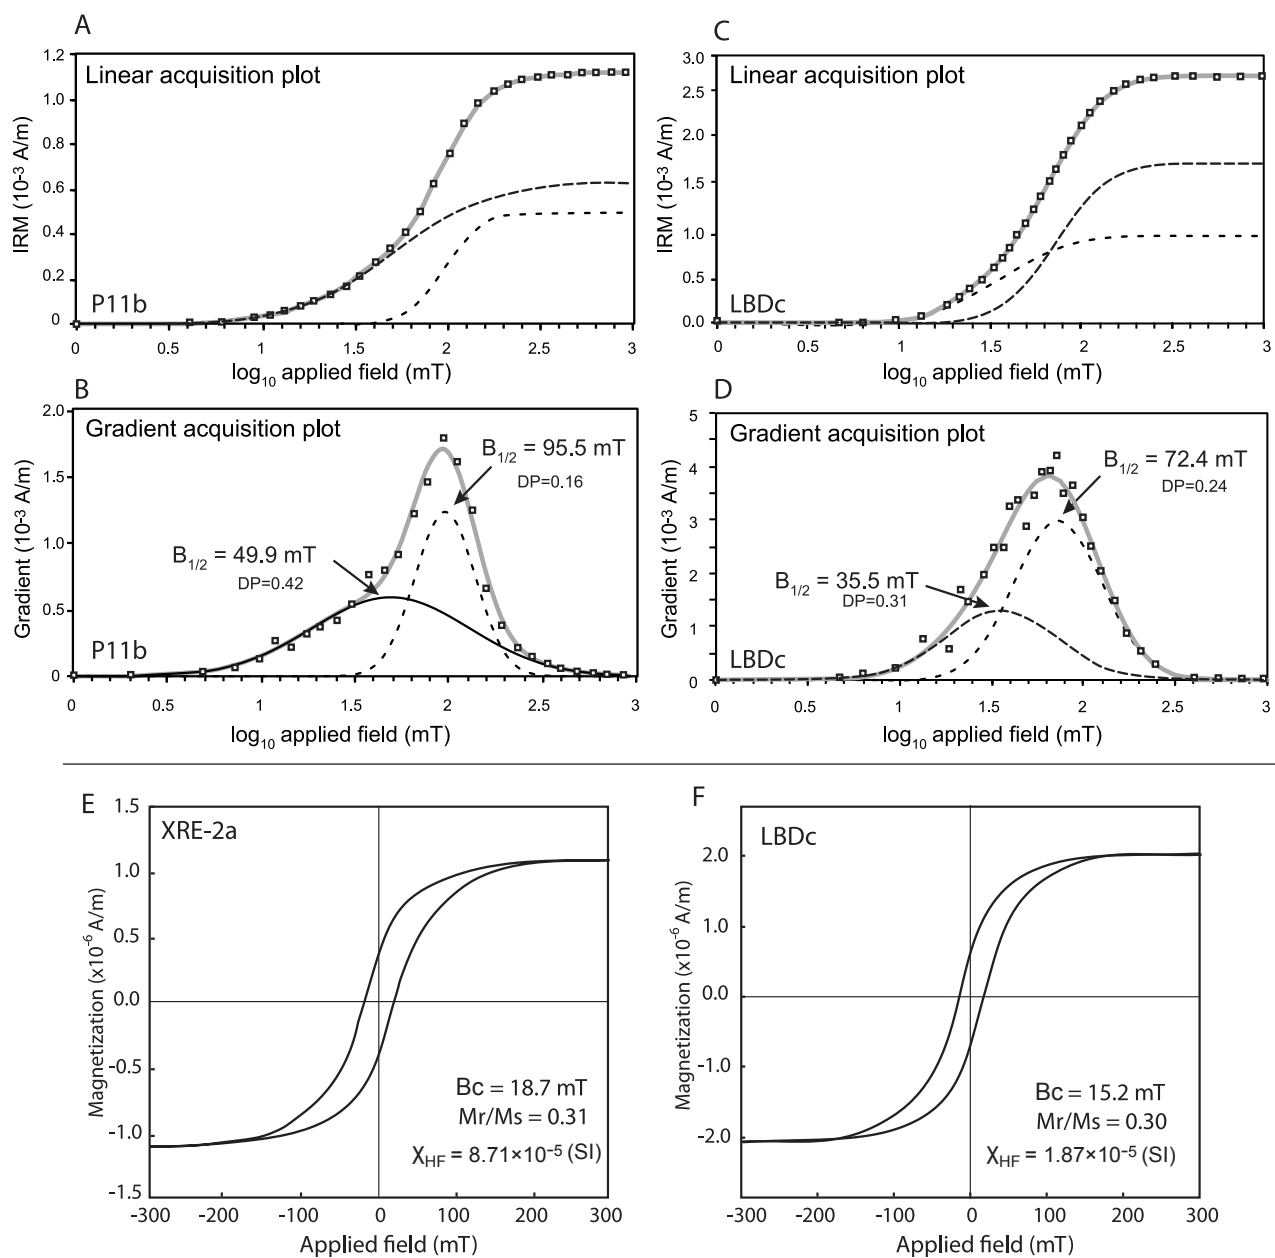 A
Linear acquisition plot
IRM (10⁻³ A/m)
1.2
1.0
0.8
0.6
0.4
0.2
0
P11b
0 0.5 1 1.5 2 2.5 3
log₁₀ applied field (mT)
C
Linear acquisition plot
IRM (10⁻³ A/m)
3.0
2.5
2.0
1.5
1.0
0.5
0.0
LBDc
0 0.5 1 1.5 2 2.5 3
log₁₀ applied field (mT)
B
Gradient acquisition plot
Gradient (10⁻³ A/m)
2.0
1.5
1.0
0.5
0
B₁/₂ = 95.5 mT
DP=0.16
B₁/₂ = 49.9 mT
DP=0.42
P11b
0 0.5 1 1.5 2 2.5 3
log₁₀ applied field (mT)
D
Gradient acquisition plot
Gradient (10⁻³ A/m)
5
4
3
2
1
0
B₁/₂ = 72.4 mT
DP=0.24
B₁/₂ = 35.5 mT
DP=0.31
LBDc
0 0.5 1 1.5 2 2.5 3
log₁₀ applied field (mT)
E
XRE-2a
Magnetization (x10⁻⁶ A/m)
1.5
1.0
0.5
0.0
-0.5
-1.0
-1.5
Bc = 18.7 mT
Mr/Ms = 0.31
χHF = 8.71×10⁻⁵ (SI)
-300 -200 -100 0 100 200 300
Applied field (mT)
F
LBDc
Magnetization (x10⁻⁶ A/m)
2.0
1.0
0.0
-1.0
-2.0
Bc = 15.2 mT
Mr/Ms = 0.30
χHF = 1.87×10⁻⁵ (SI)
-300 -200 -100 0 100 200 300
Applied field (mT)